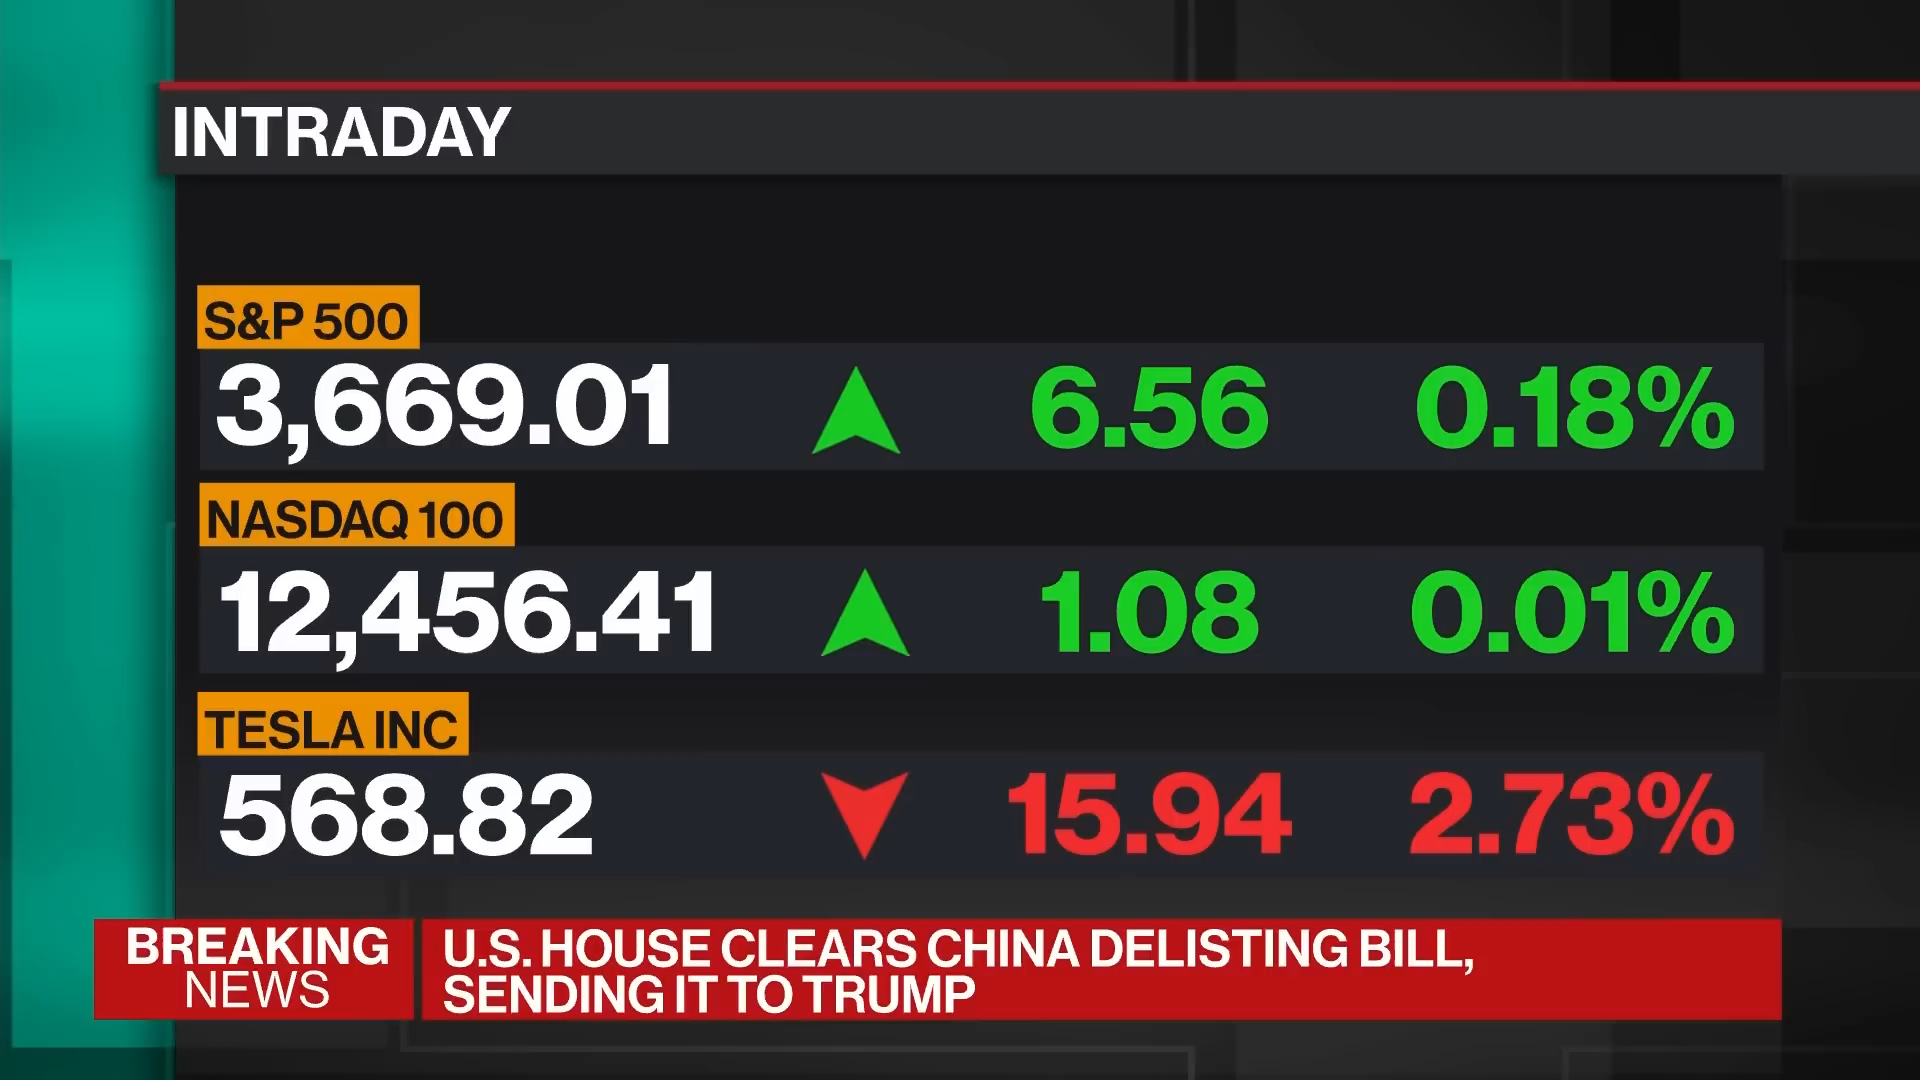 INTRADAY
S&P 500
3,669.01 ▲ 6.56 0.18%
NASDAQ 100
12,456.41 ▲ 1.08 0.01%
TESLA INC
568.82 ▼ 15.94 2.73%
BREAKING
NEWS
U.S. HOUSE CLEARS CHINA DELISTING BILL,
SENDING IT TO TRUMP